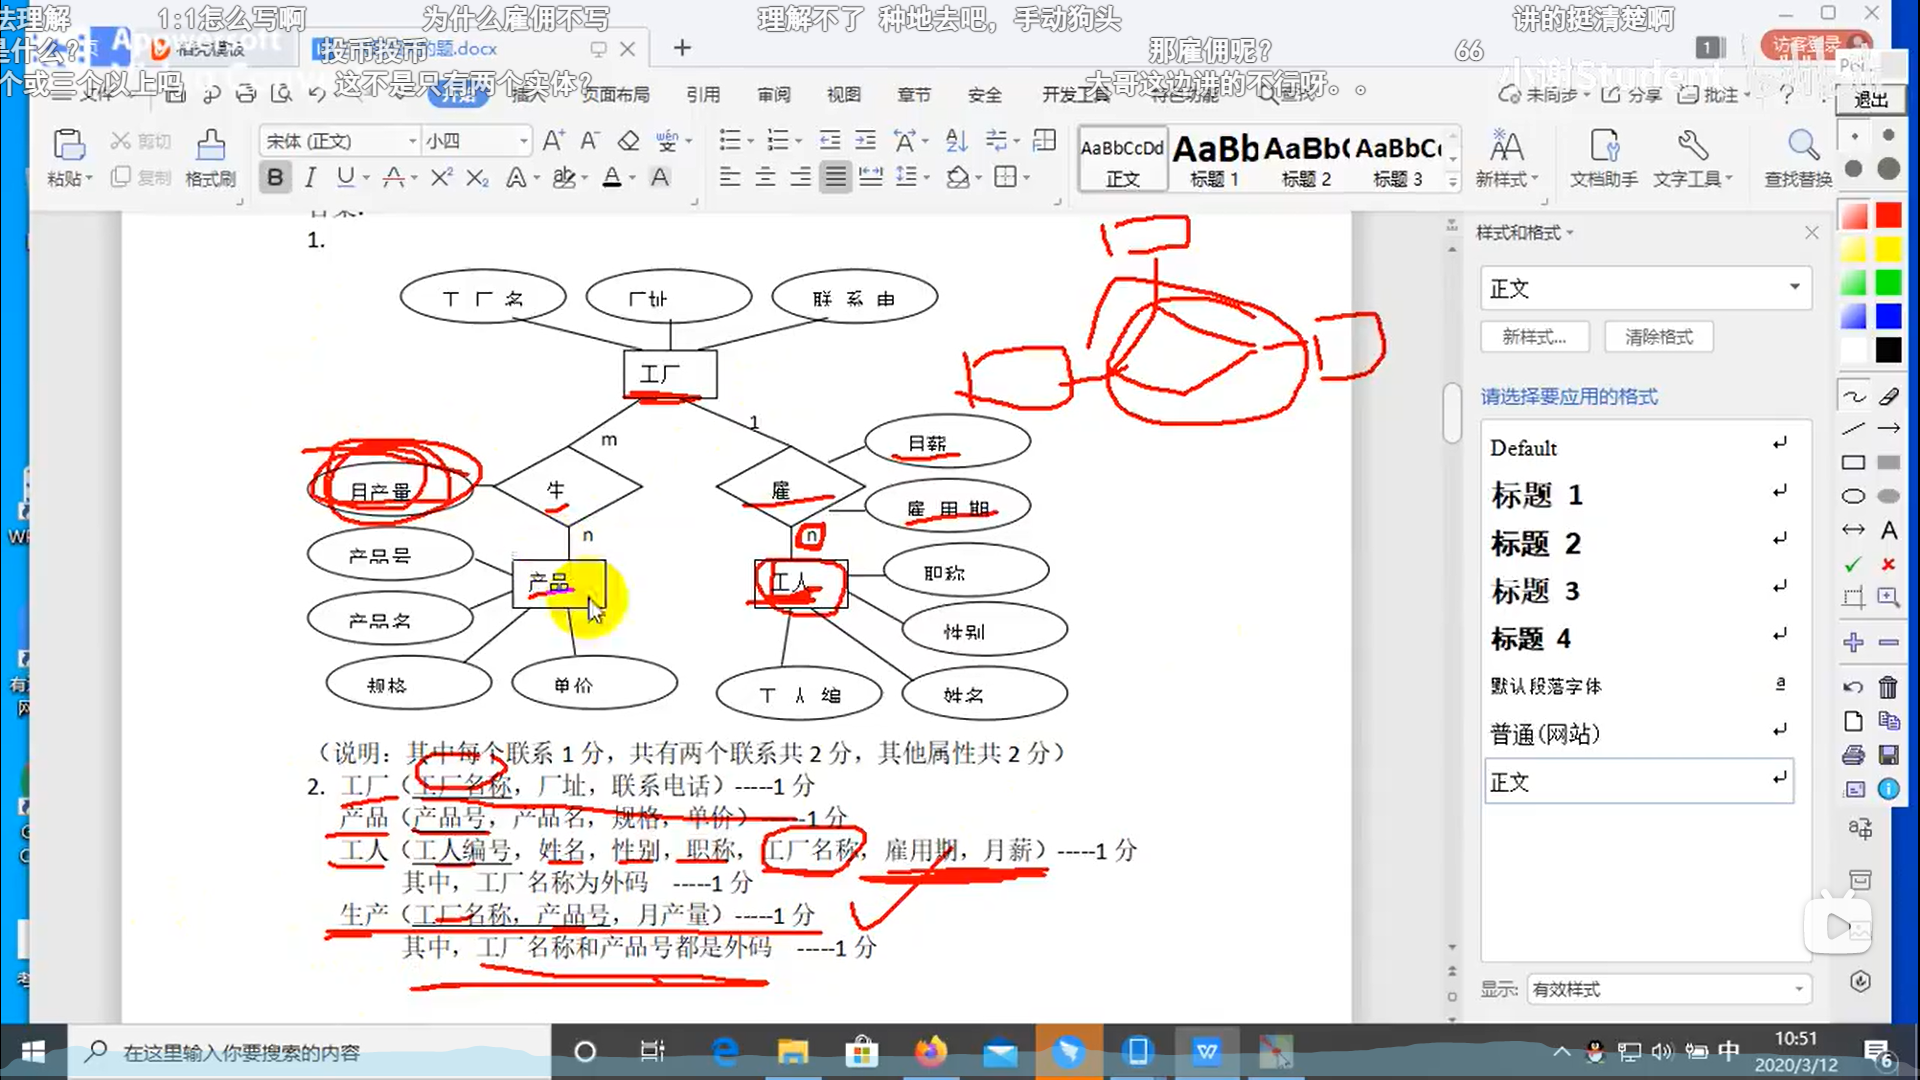 法理解 1:1怎么写啊 为什么雇佣不写 理解不了 种地去吧，手动狗头 讲的挺清楚啊
是什么? 投币投币 的题.docx 那雇佣呢? 66 访客登录
个或三个以上吗 这不是只有两个实体? 大哥这边讲的不行呀。。
开始 插入 页面布局 引用 审阅 视图 章节 安全 开发工具 特色功能 查找 未同步 分享 批注 退出
粘贴 剪切 复制 格式刷
宋体 (正文) 小四
AaBbCcDd 正文
标题 1
标题 2
标题 3
新样式 文档助手 文字工具 查找替换
1.
工厂
m
1
月产量
生
n
产品号
产品名
规格
单价
产品
雇
n
月薪
雇 用 期
工人
职称
性别
姓名
（说明：其中每个联系 1 分，共有两个联系共 2 分，其他属性共 2 分）
2. 工厂（工厂名称，厂址，联系电话）-----1 分
产品（产品号，产品名，规格，单价）-----1 分
工人（工人编号，姓名，性别，职称，工厂名称，雇用期，月薪）-----1 分
其中，工厂名称为外码 -----1 分
生产（工厂名称，产品号，月产量）-----1 分
其中，工厂名称和产品号都是外码 -----1 分
样式和格式
正文
新样式... 清除格式
请选择要应用的格式
Default
标题 1
标题 2
标题 3
标题 4
默认段落字体
普通(网站)
正文
显示: 有效样式
在这里输入你要搜索的内容
中
10:51
2020/3/12
6